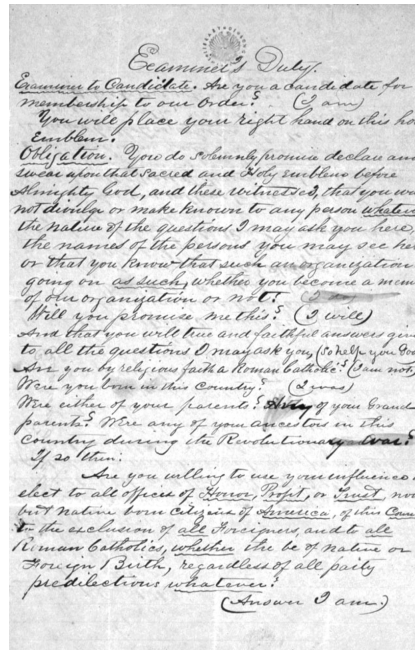 Examiner's Duty.
Examiner to Candidate. Are you a candidate for
membership to our Order? .. (I am)
You will place your right hand on this ho
Emblem.
Obligation. You do solemnly promise declare and
swear upon that sacred and Holy Emblem before
Almighty God, and these witnesses, that you wi
not divulge or make known to any person whateve
the nature of the questions I may ask you here,
the names of the persons you may see he
or that you know that such an organization
going on as such, whether you become a mem
of our organization or not?
Will you promise me this? (I will)
And that you will true and faithful answers give
to all the questions I may ask you, (So help you God
Are you by religious faith a Roman Catholic? (I am not)
Were you born in this country? (I was)
Were either of your parents? Any of your Grand
parents? Were any of your ancestors in this
country during the Revolutionary War?
If so then:
Are you willing to use your influence
elect to all offices of Honor, Profit, or Trust, no
but native born citizens of America, of this Coun
to the exclusion of all Foreigners, and to all
Roman Catholics, whether the be of native or
Foreign Birth, regardless of all party
predilections whatever?
(Answer I am.)